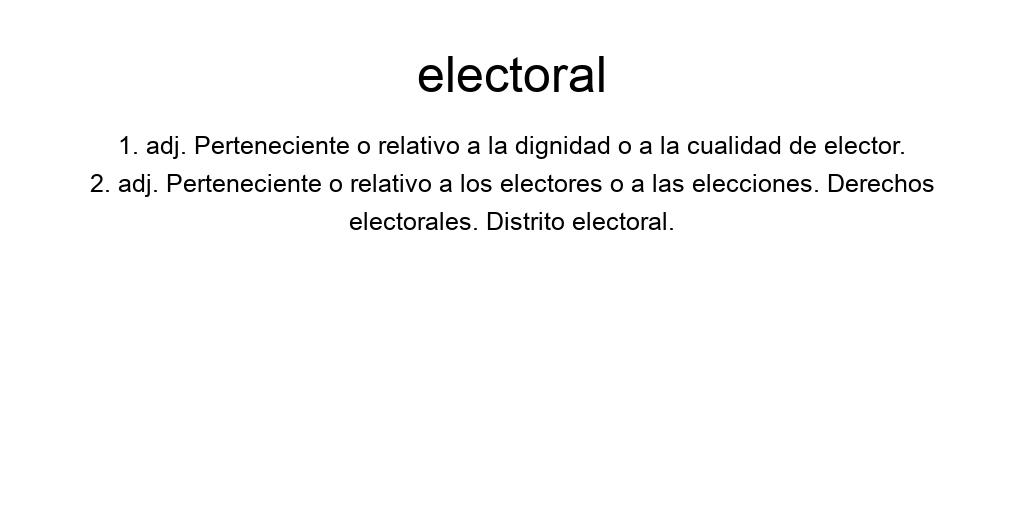 electoral
1. adj. Perteneciente o relativo a la dignidad o a la cualidad de elector.
2. adj. Perteneciente o relativo a los electores o a las elecciones. Derechos
electorales. Distrito electoral.